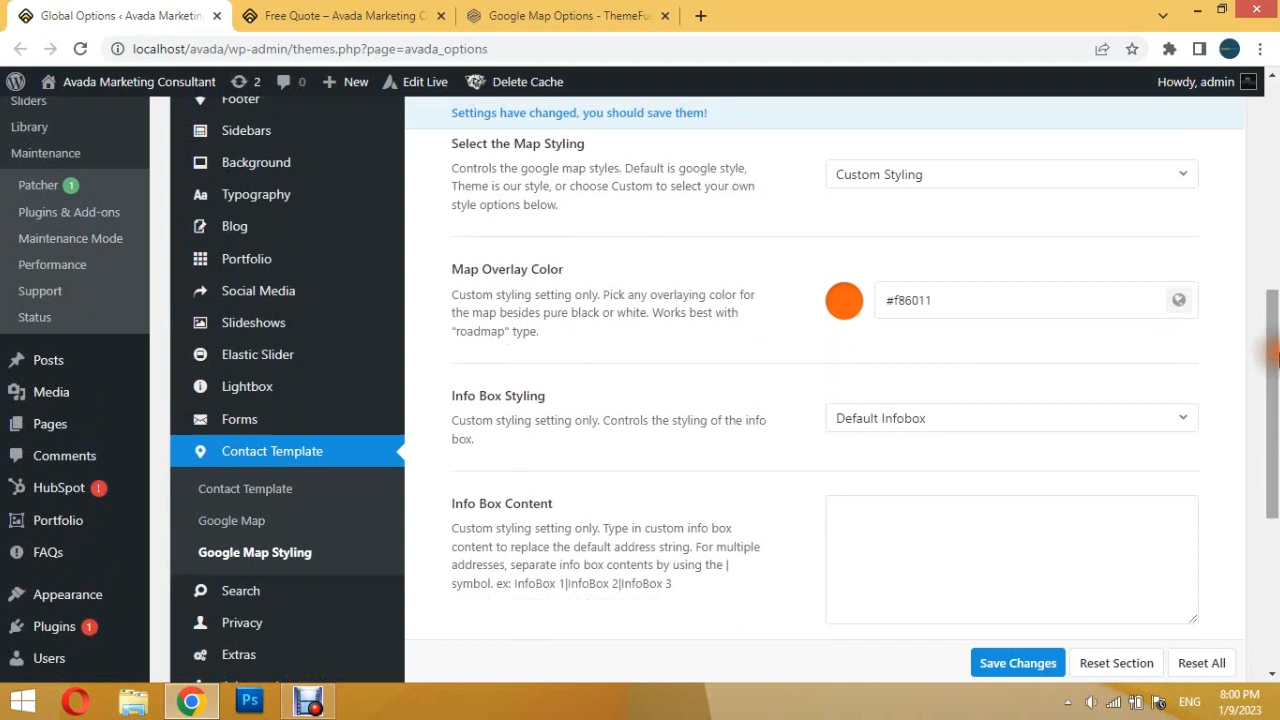 Global Options ‹ Avada Marketin
Free Quote – Avada Marketing C
Google Map Options - ThemeFus
localhost/avada/wp-admin/themes.php?page=avada_options
Avada Marketing Consultant
2
0
New
Avada Live
Delete Cache
Howdy, admin
Sliders
Library
Maintenance
Patcher 1
Plugins & Add-ons
Maintenance Mode
Performance
Support
Status
Posts
Media
Pages
Comments
HubSpot !
Portfolio
FAQs
Appearance
Plugins 1
Users
Footer
Sidebars
Background
Aa Typography
Blog
Portfolio
Social Media
Slideshows
Elastic Slider
Lightbox
Forms
Contact Template
Contact Template
Google Map
Google Map Styling
Search
Privacy
Extras
Settings have changed, you should save them!
Select the Map Styling
Controls the google map styles. Default is google style,
Theme is our style, or choose Custom to select your own
style options below.
Custom Styling
Map Overlay Color
Custom styling setting only. Pick any overlaying color for
the map besides pure black or white. Works best with
"roadmap" type.
#f86011
Info Box Styling
Custom styling setting only. Controls the styling of the info
box.
Default Infobox
Info Box Content
Custom styling setting only. Type in custom info box
content to replace the default address string. For multiple
addresses, separate info box contents by using the |
symbol. ex: InfoBox 1|InfoBox 2|InfoBox 3
Save Changes
Reset Section
Reset All
Ps
ENG
8:00 PM
1/9/2023